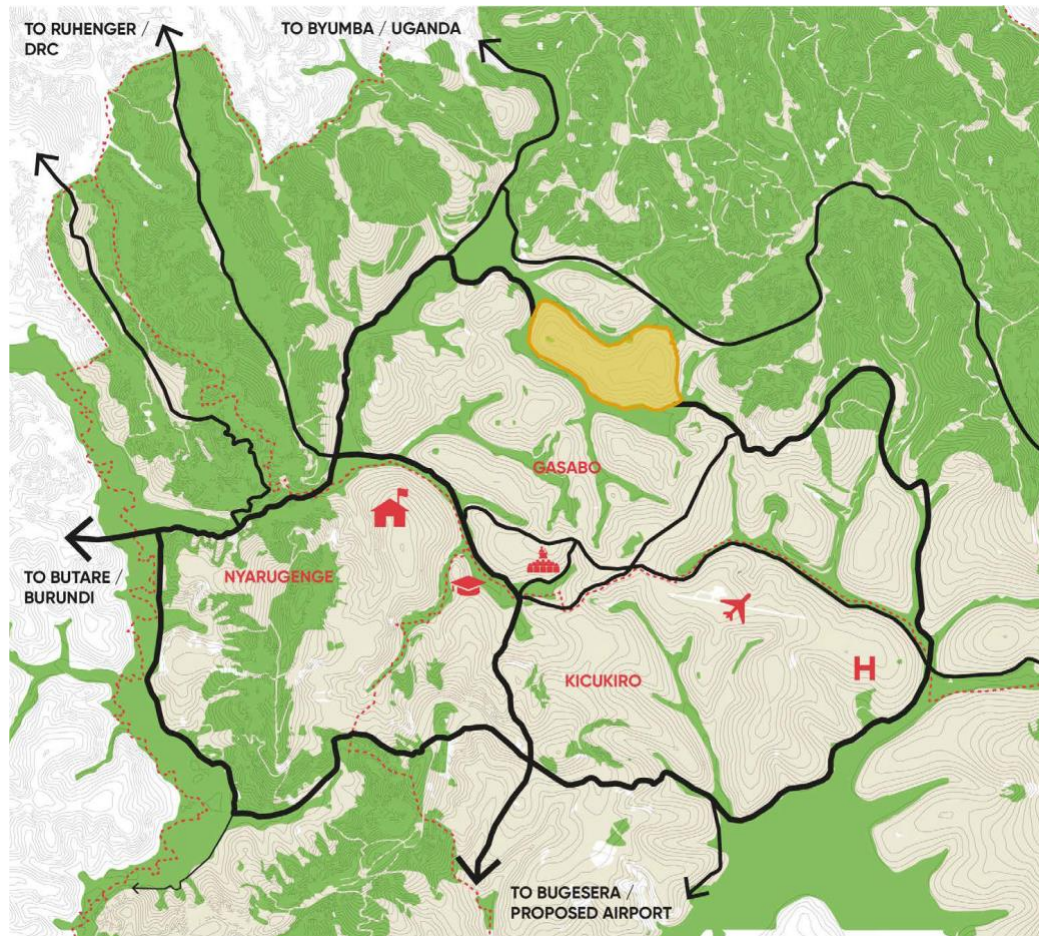 TO RUHENGER /
DRC
TO BYUMBA / UGANDA
GASABO
NYARUGENGE
TO BUTARE /
BURUNDI
KICUKIRO
H
TO BUGESERA /
PROPOSED AIRPORT